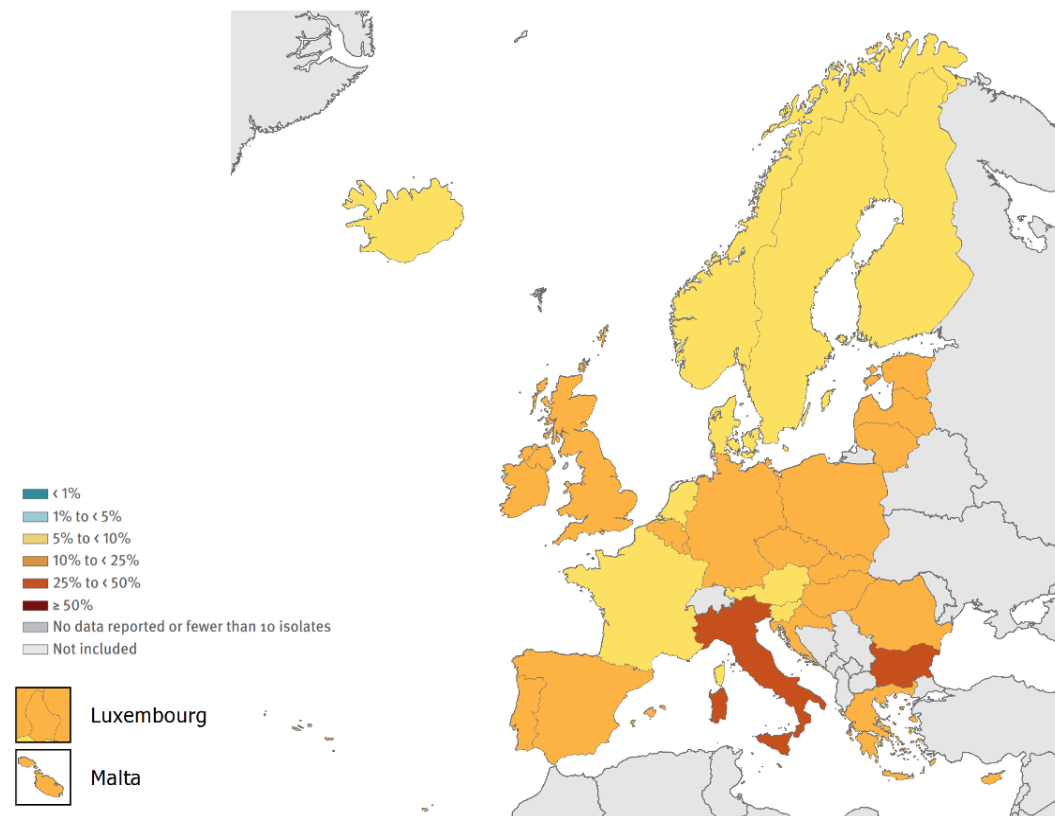 < 1%
1% to < 5%
5% to < 10%
10% to < 25%
25% to < 50%
≥ 50%
No data reported or fewer than 10 isolates
Not included
Luxembourg
Malta